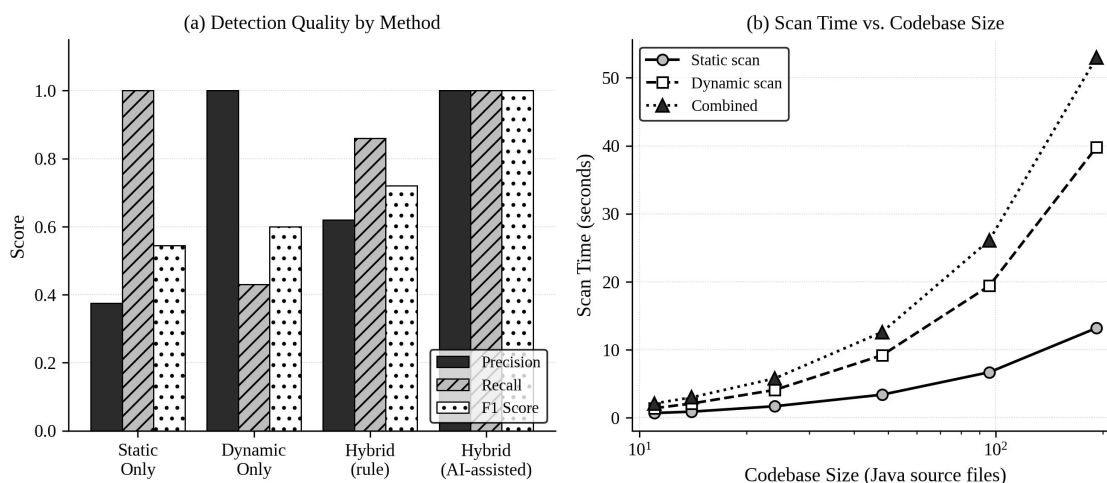 (a) Detection Quality by Method
Score
1.0
0.8
0.6
0.4
0.2
0.0
Precision
Recall
F1 Score
Static
Only
Dynamic
Only
Hybrid
(rule)
Hybrid
(AI-assisted)
(b) Scan Time vs. Codebase Size
Static scan
Dynamic scan
Combined
Scan Time (seconds)
50
40
30
20
10
0
10¹
10²
Codebase Size (Java source files)